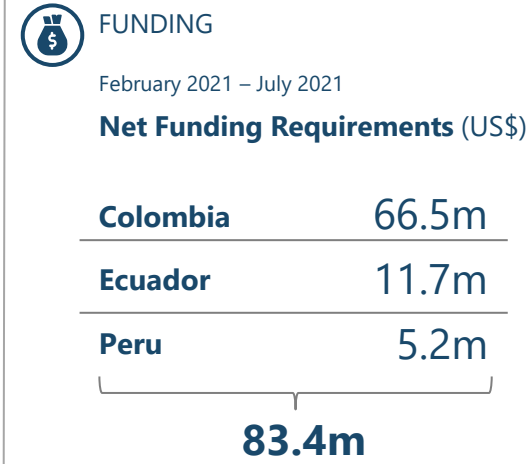 $
FUNDING
February 2021 – July 2021
Net Funding Requirements (US$)
Colombia 66.5m
Ecuador 11.7m
Peru 5.2m
83.4m